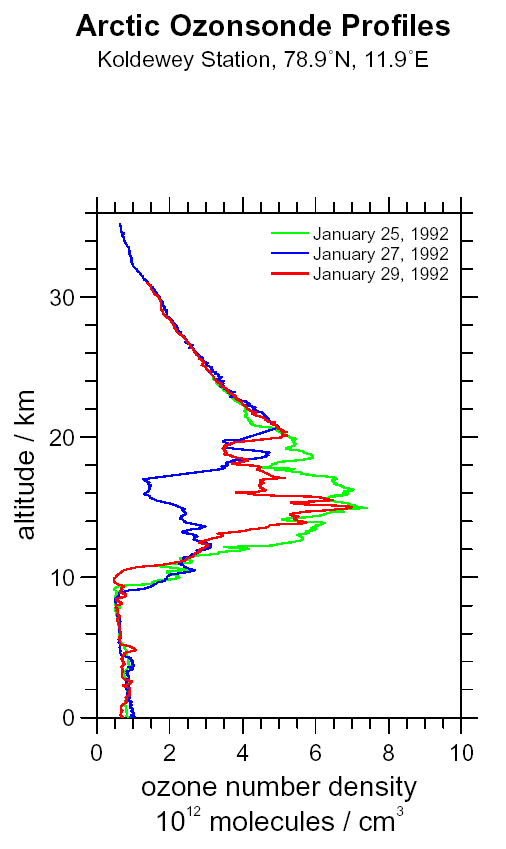 Arctic Ozonsonde Profiles
Koldewey Station, 78.9°N, 11.9°E
January 25, 1992
January 27, 1992
January 29, 1992
30
20
10
0
altitude / km
0 2 4 6 8 10
ozone number density
10¹² molecules / cm³